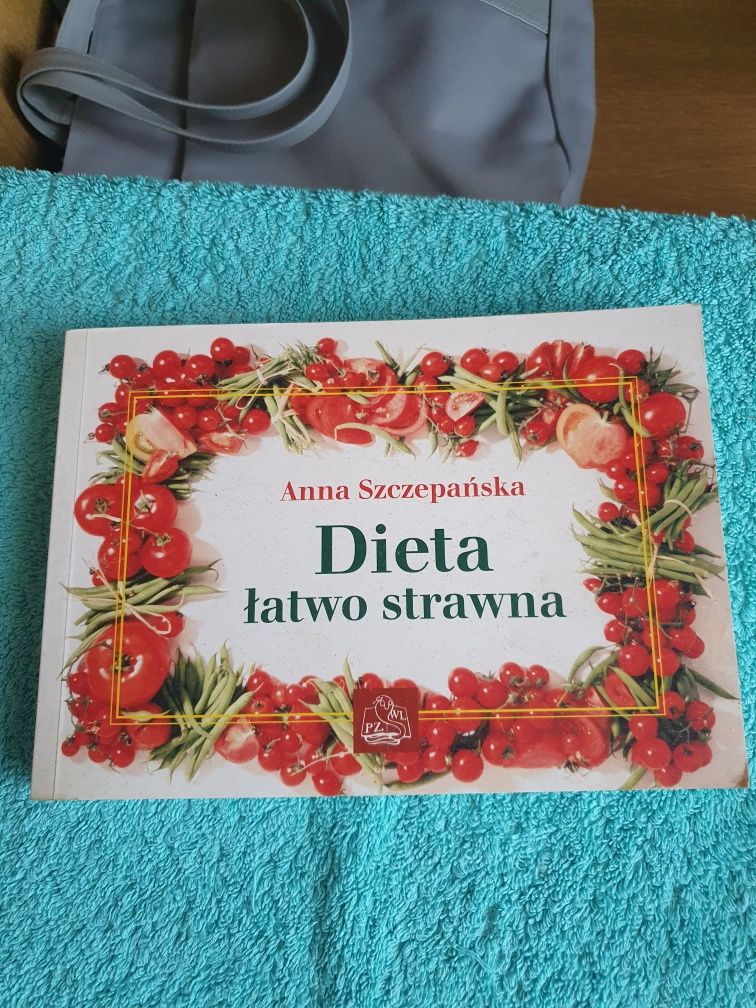 Anna Szczepańska
Dieta
łatwo strawna
PZWL